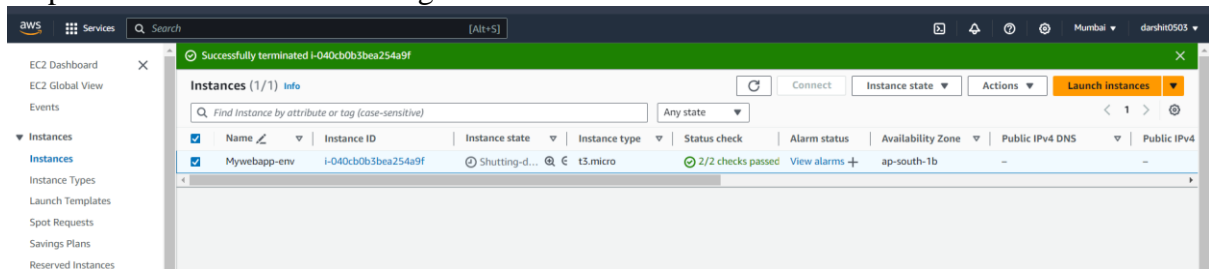 aws Services Search [Alt+S] Mumbai darshit0503
EC2 Dashboard
EC2 Global View
Events
Instances
Instances
Instance Types
Launch Templates
Spot Requests
Savings Plans
Reserved Instances
Successfully terminated i-040cb0b3bea254a9f
Instances (1/1) Info Connect Instance state Actions Launch instances
Find Instance by attribute or tag (case-sensitive) Any state 1
Name Instance ID Instance state Instance type Status check Alarm status Availability Zone Public IPv4 DNS Public IPv4
Mywebapp-env i-040cb0b3bea254a9f Shutting-d... t3.micro 2/2 checks passed View alarms + ap-south-1b – –